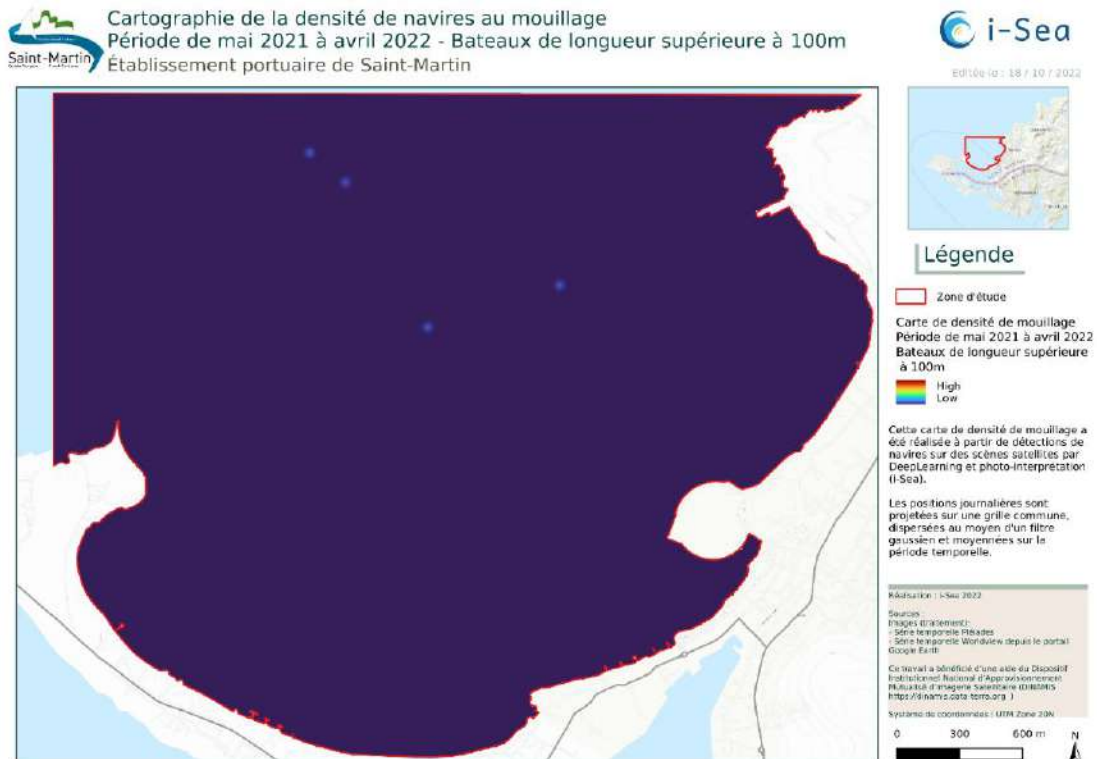 Cartographie de la densité de navires au mouillage
Période de mai 2021 à avril 2022 - Bateaux de longueur supérieure à 100m
Établissement portuaire de Saint-Martin
Saint-Martin
i-Sea
Editée le : 18 / 10 / 2022
Légende
Zone d'étude
Carte de densité de mouillage
Période de mai 2021 à avril 2022
Bateaux de longueur supérieure
à 100m
High
Low
Cette carte de densité de mouillage a
été réalisée à partir de détections de
navires sur des scènes satellites par
DeepLearning et photo-interprétation
(i-Sea).
Les positions journalières sont
projetées sur une grille commune,
dispersées au moyen d'un filtre
gaussien et moyennées sur la
période temporelle.
Réalisation : i-Sea 2022
Sources :
Images (traitement):
- Série temporelle Pléiades
- Série temporelle Worldview depuis le portail
Google Earth
Ce travail a bénéficié d'une aide du Dispositif
Institutionnel National d'Approvisionnement
Mutualisé d'Imagerie Satellitaire (DINAMIS
https://dinamis.data-terra.org )
Système de coordonnées : UTM Zone 20N
0 300 600 m N